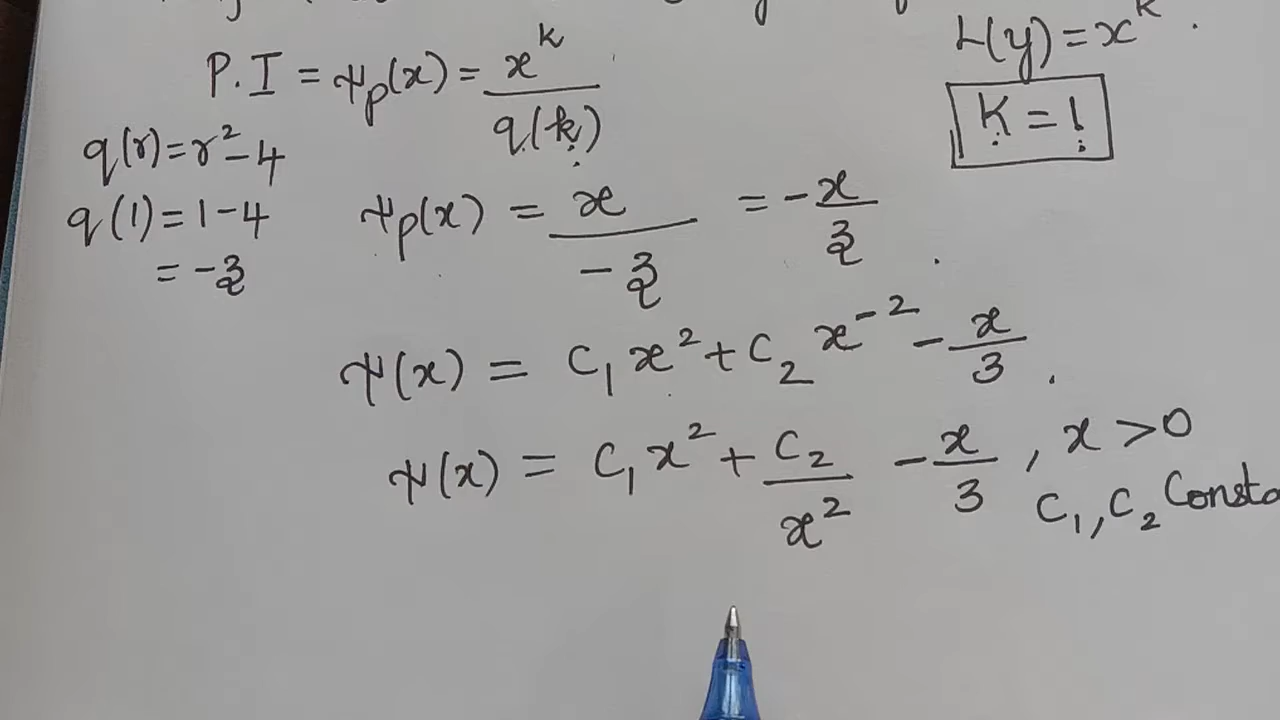 L(y) = x^k .
P.I = ψp(x) = x^k / q(k)
K = 1
q(r) = r² - 4
q(1) = 1 - 4
= -3
ψp(x) = x / -3 = - x / 3 .
ψ(x) = C₁x² + C₂ x⁻² - x / 3 .
ψ(x) = C₁x² + C₂ / x² - x / 3 , x > 0
C₁, C₂ Consta